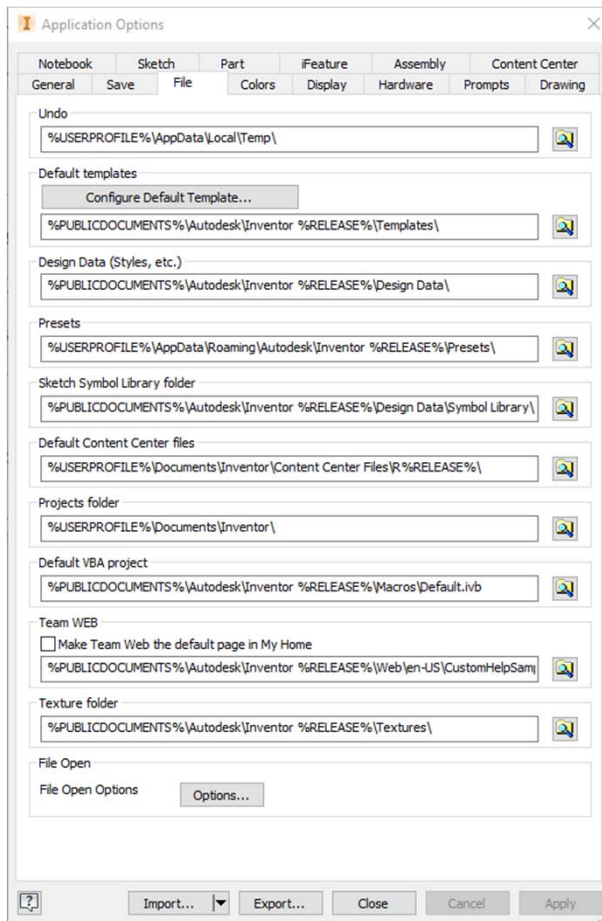 Application Options
Notebook Sketch Part iFeature Assembly Content Center
General Save File Colors Display Hardware Prompts Drawing
Undo
%USERPROFILE%\AppData\Local\Temp\
Default templates
Configure Default Template...
%PUBLICDOCUMENTS%\Autodesk\Inventor %RELEASE%\Templates\
Design Data (Styles, etc.)
%PUBLICDOCUMENTS%\Autodesk\Inventor %RELEASE%\Design Data\
Presets
%USERPROFILE%\AppData\Roaming\Autodesk\Inventor %RELEASE%\Presets\
Sketch Symbol Library folder
%PUBLICDOCUMENTS%\Autodesk\Inventor %RELEASE%\Design Data\Symbol Library\
Default Content Center files
%USERPROFILE%\Documents\Inventor\Content Center Files\R%RELEASE%\
Projects folder
%USERPROFILE%\Documents\Inventor\
Default VBA project
%PUBLICDOCUMENTS%\Autodesk\Inventor %RELEASE%\Macros\Default.ivb
Team WEB
Make Team Web the default page in My Home
%PUBLICDOCUMENTS%\Autodesk\Inventor %RELEASE%\Web\en-US\CustomHelpSamp
Texture folder
%PUBLICDOCUMENTS%\Autodesk\Inventor %RELEASE%\Textures\
File Open
File Open Options Options...
? Import... Export... Close Cancel Apply